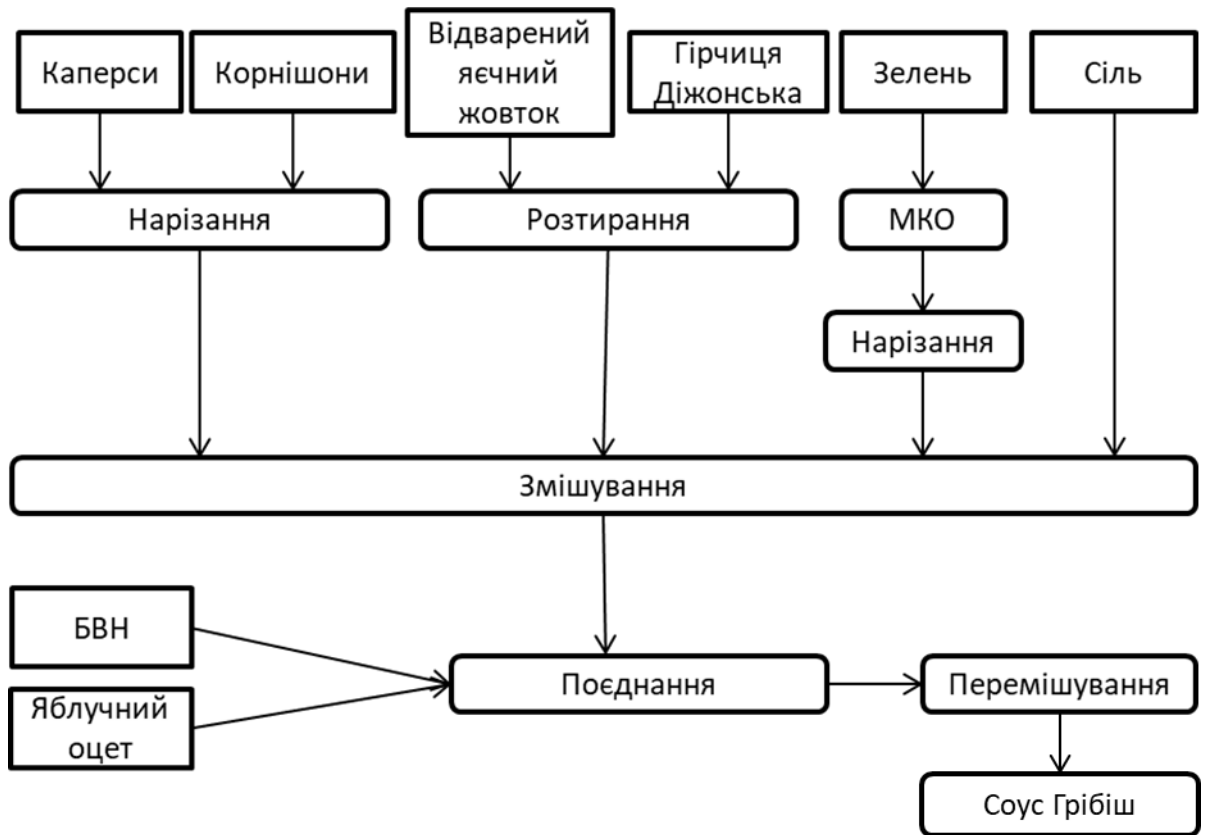 Каперси
Корнішони
Відварений
яєчний
жовток
Гірчиця
Діжонська
Зелень
Сіль
Нарізання
Розтирання
МКО
Нарізання
Змішування
БВН
Яблучний
оцет
Поєднання
Перемішування
Соус Грібіш